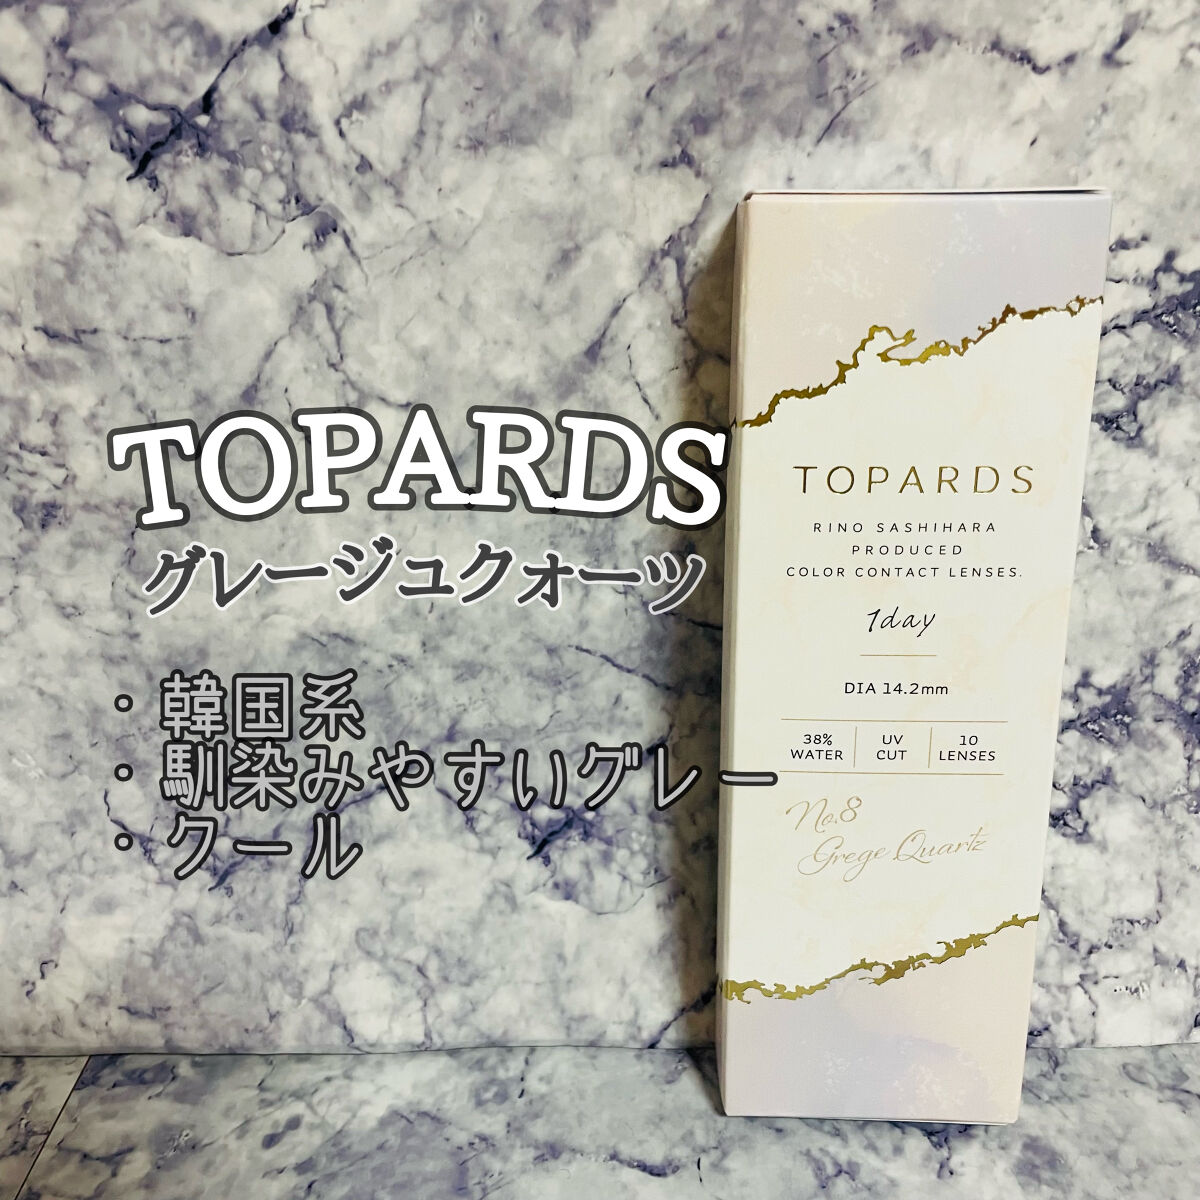 TOPARDS
グレージュクォーツ
・韓国系
・馴染みやすいグレー
・クール
TOPARDS
RINO SASHIHARA
PRODUCED
COLOR CONTACT LENSES.
1day
DIA 14.2mm
38% WATER
UV CUT
10 LENSES
No.8
Grege Quartz